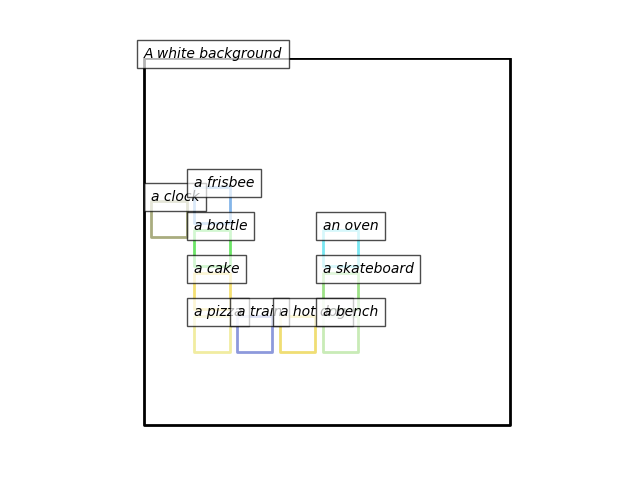 A white background
a frisbee
a clock
a bottle
an oven
a cake
a skateboard
a pizza
a train
a hot dog
a bench